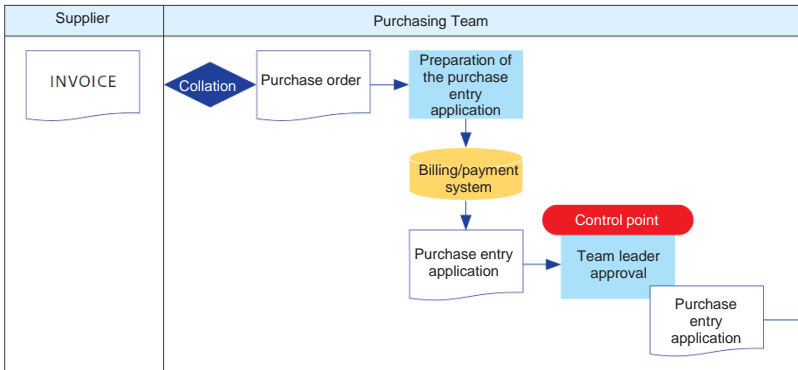 Supplier
Purchasing Team
INVOICE
Collation
Purchase order
Preparation of
the purchase
entry
application
Billing/payment
system
Control point
Purchase entry
application
Team leader
approval
Purchase
entry
application